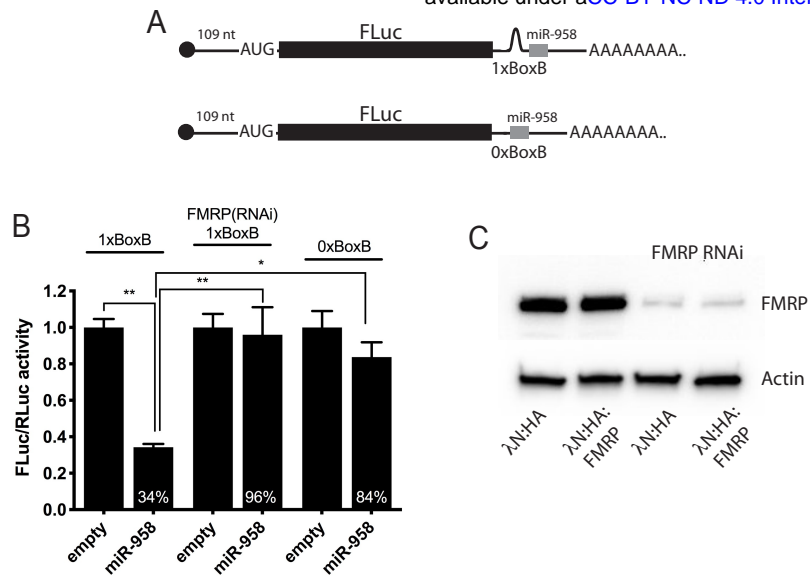 available under aCC-BY-NC-ND 4.0 Inter
A
109 nt
FLuc
miR-958
AUG
AAAAAAAA..
1xBoxB
109 nt
FLuc
miR-958
AUG
AAAAAAAA..
0xBoxB
B
1xBoxB
FMRP(RNAi)
1xBoxB
0xBoxB
*
**
**
FLuc/RLuc activity
1.2
1.0
0.8
0.6
0.4
0.2
0.0
34%
96%
84%
empty
miR-958
empty
miR-958
empty
miR-958
C
FMRP RNAi
FMRP
Actin
λN:HA
λN:HA:
FMRP
λN:HA
λN:HA:
FMRP